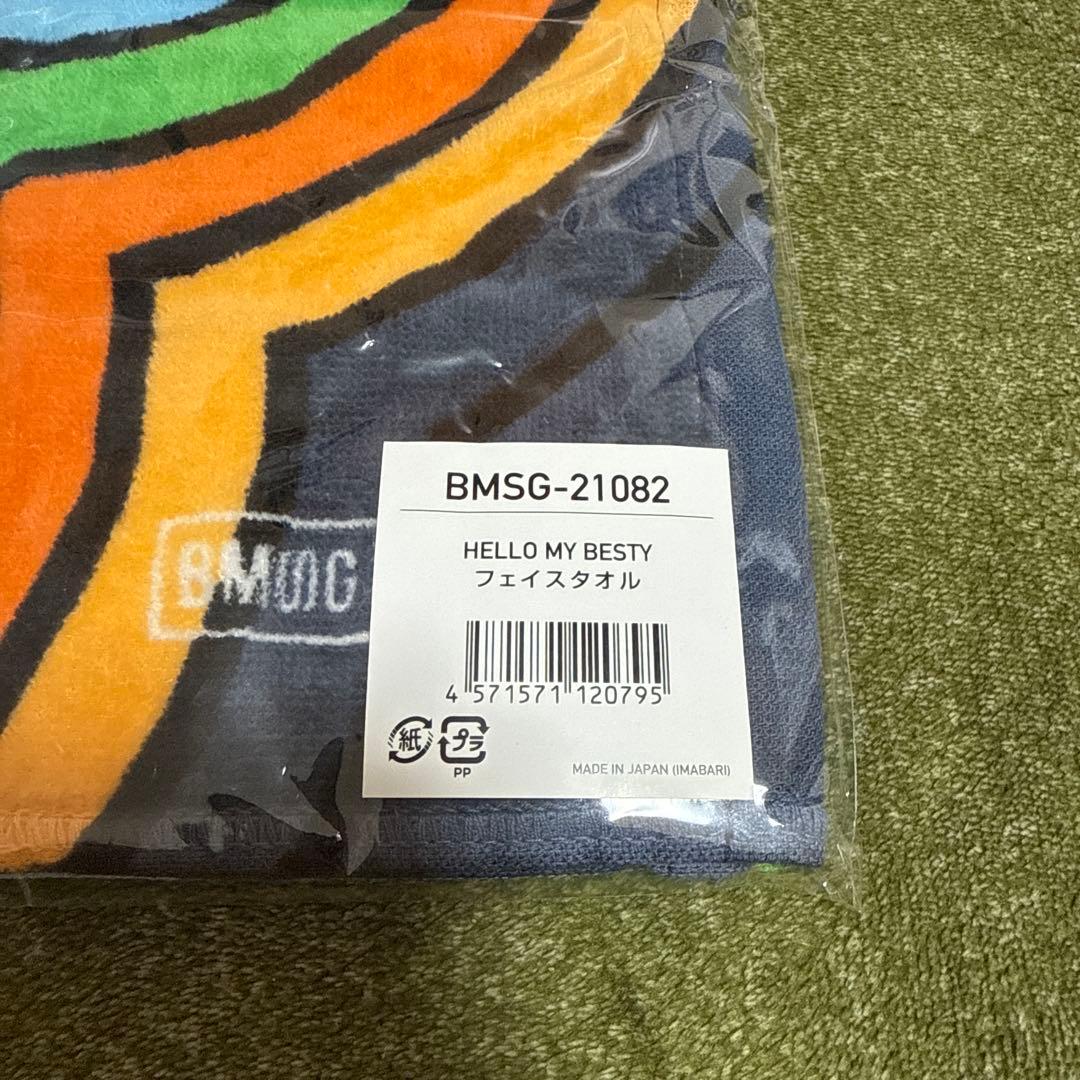 BMSG-21082
HELLO MY BESTY
フェイスタオル
BMSG
4 571571 120795
紙
プラ
PP
MADE IN JAPAN (IMABARI)